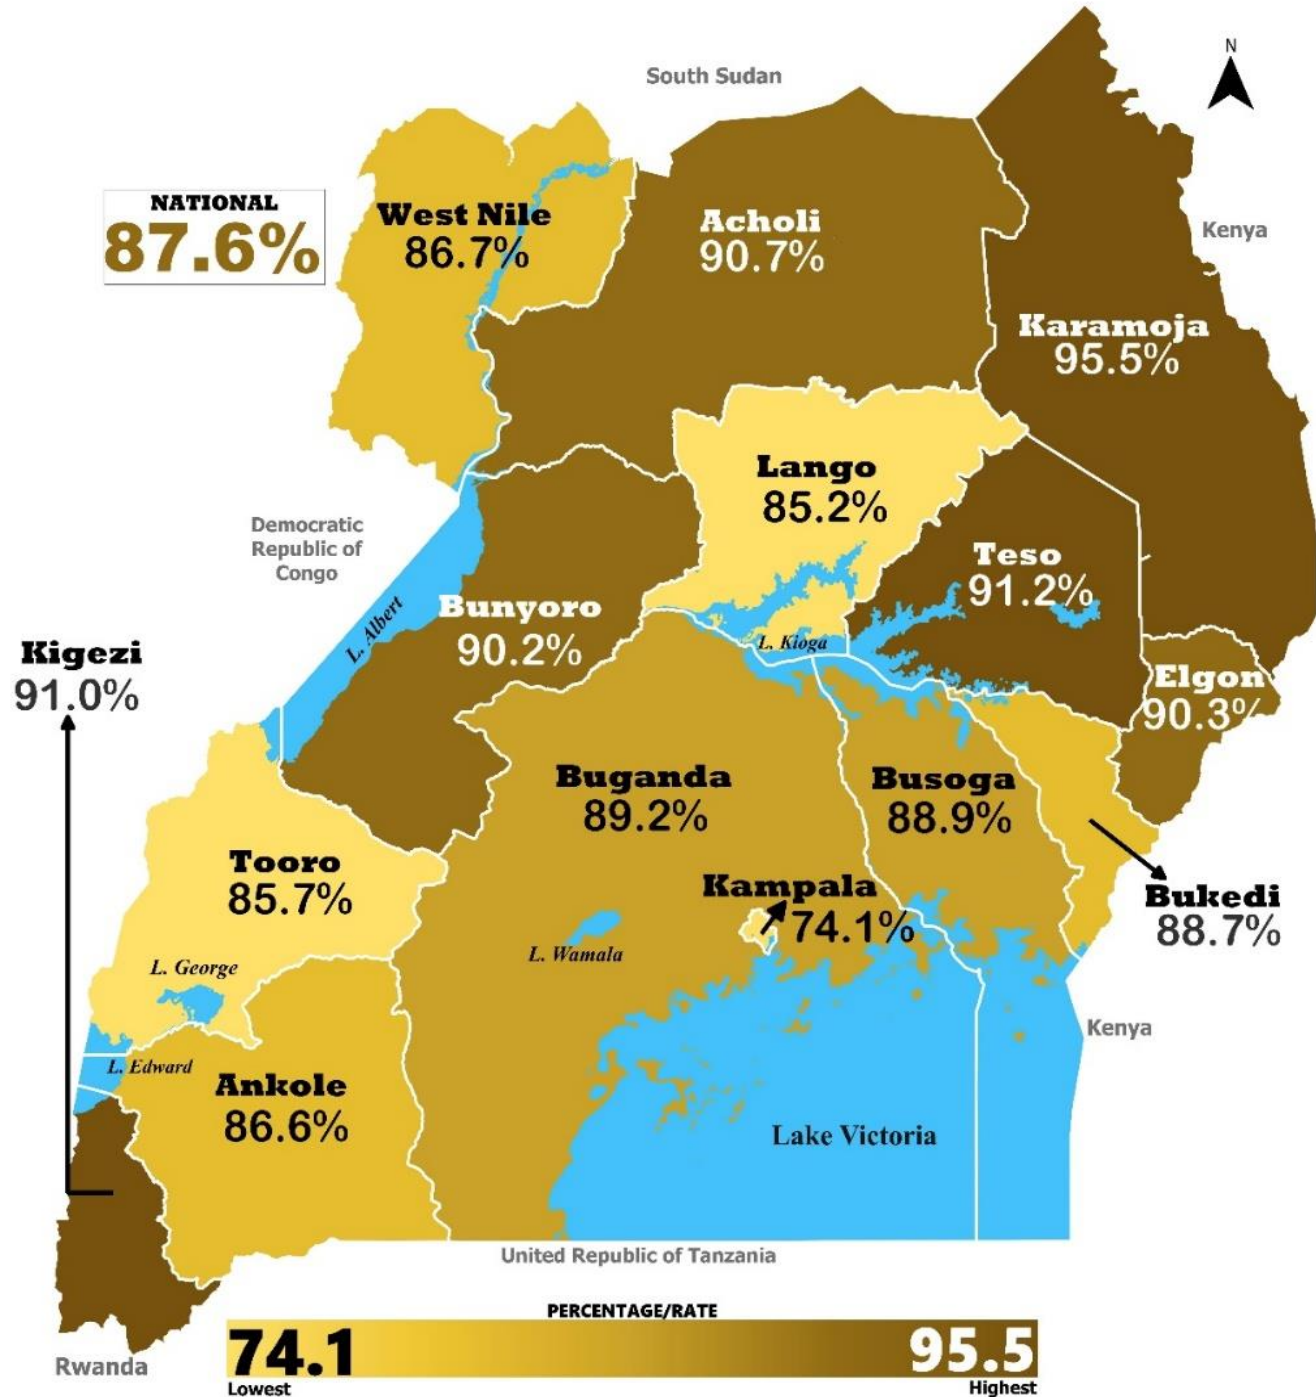 N
South Sudan
NATIONAL
87.6%
West Nile
86.7%
Acholi
90.7%
Kenya
Karamoja
95.5%
Lango
85.2%
Democratic
Republic of
Congo
Teso
91.2%
L. Albert
Bunyoro
90.2%
L. Kioga
Kigezi
91.0%
Elgon
90.3%
Buganda
89.2%
Busoga
88.9%
Tooro
85.7%
Kampala
74.1%
Bukedi
88.7%
L. George
L. Wamala
Kenya
L. Edward
Ankole
86.6%
Lake Victoria
United Republic of Tanzania
Rwanda
PERCENTAGE/RATE
74.1
95.5
Lowest
Highest